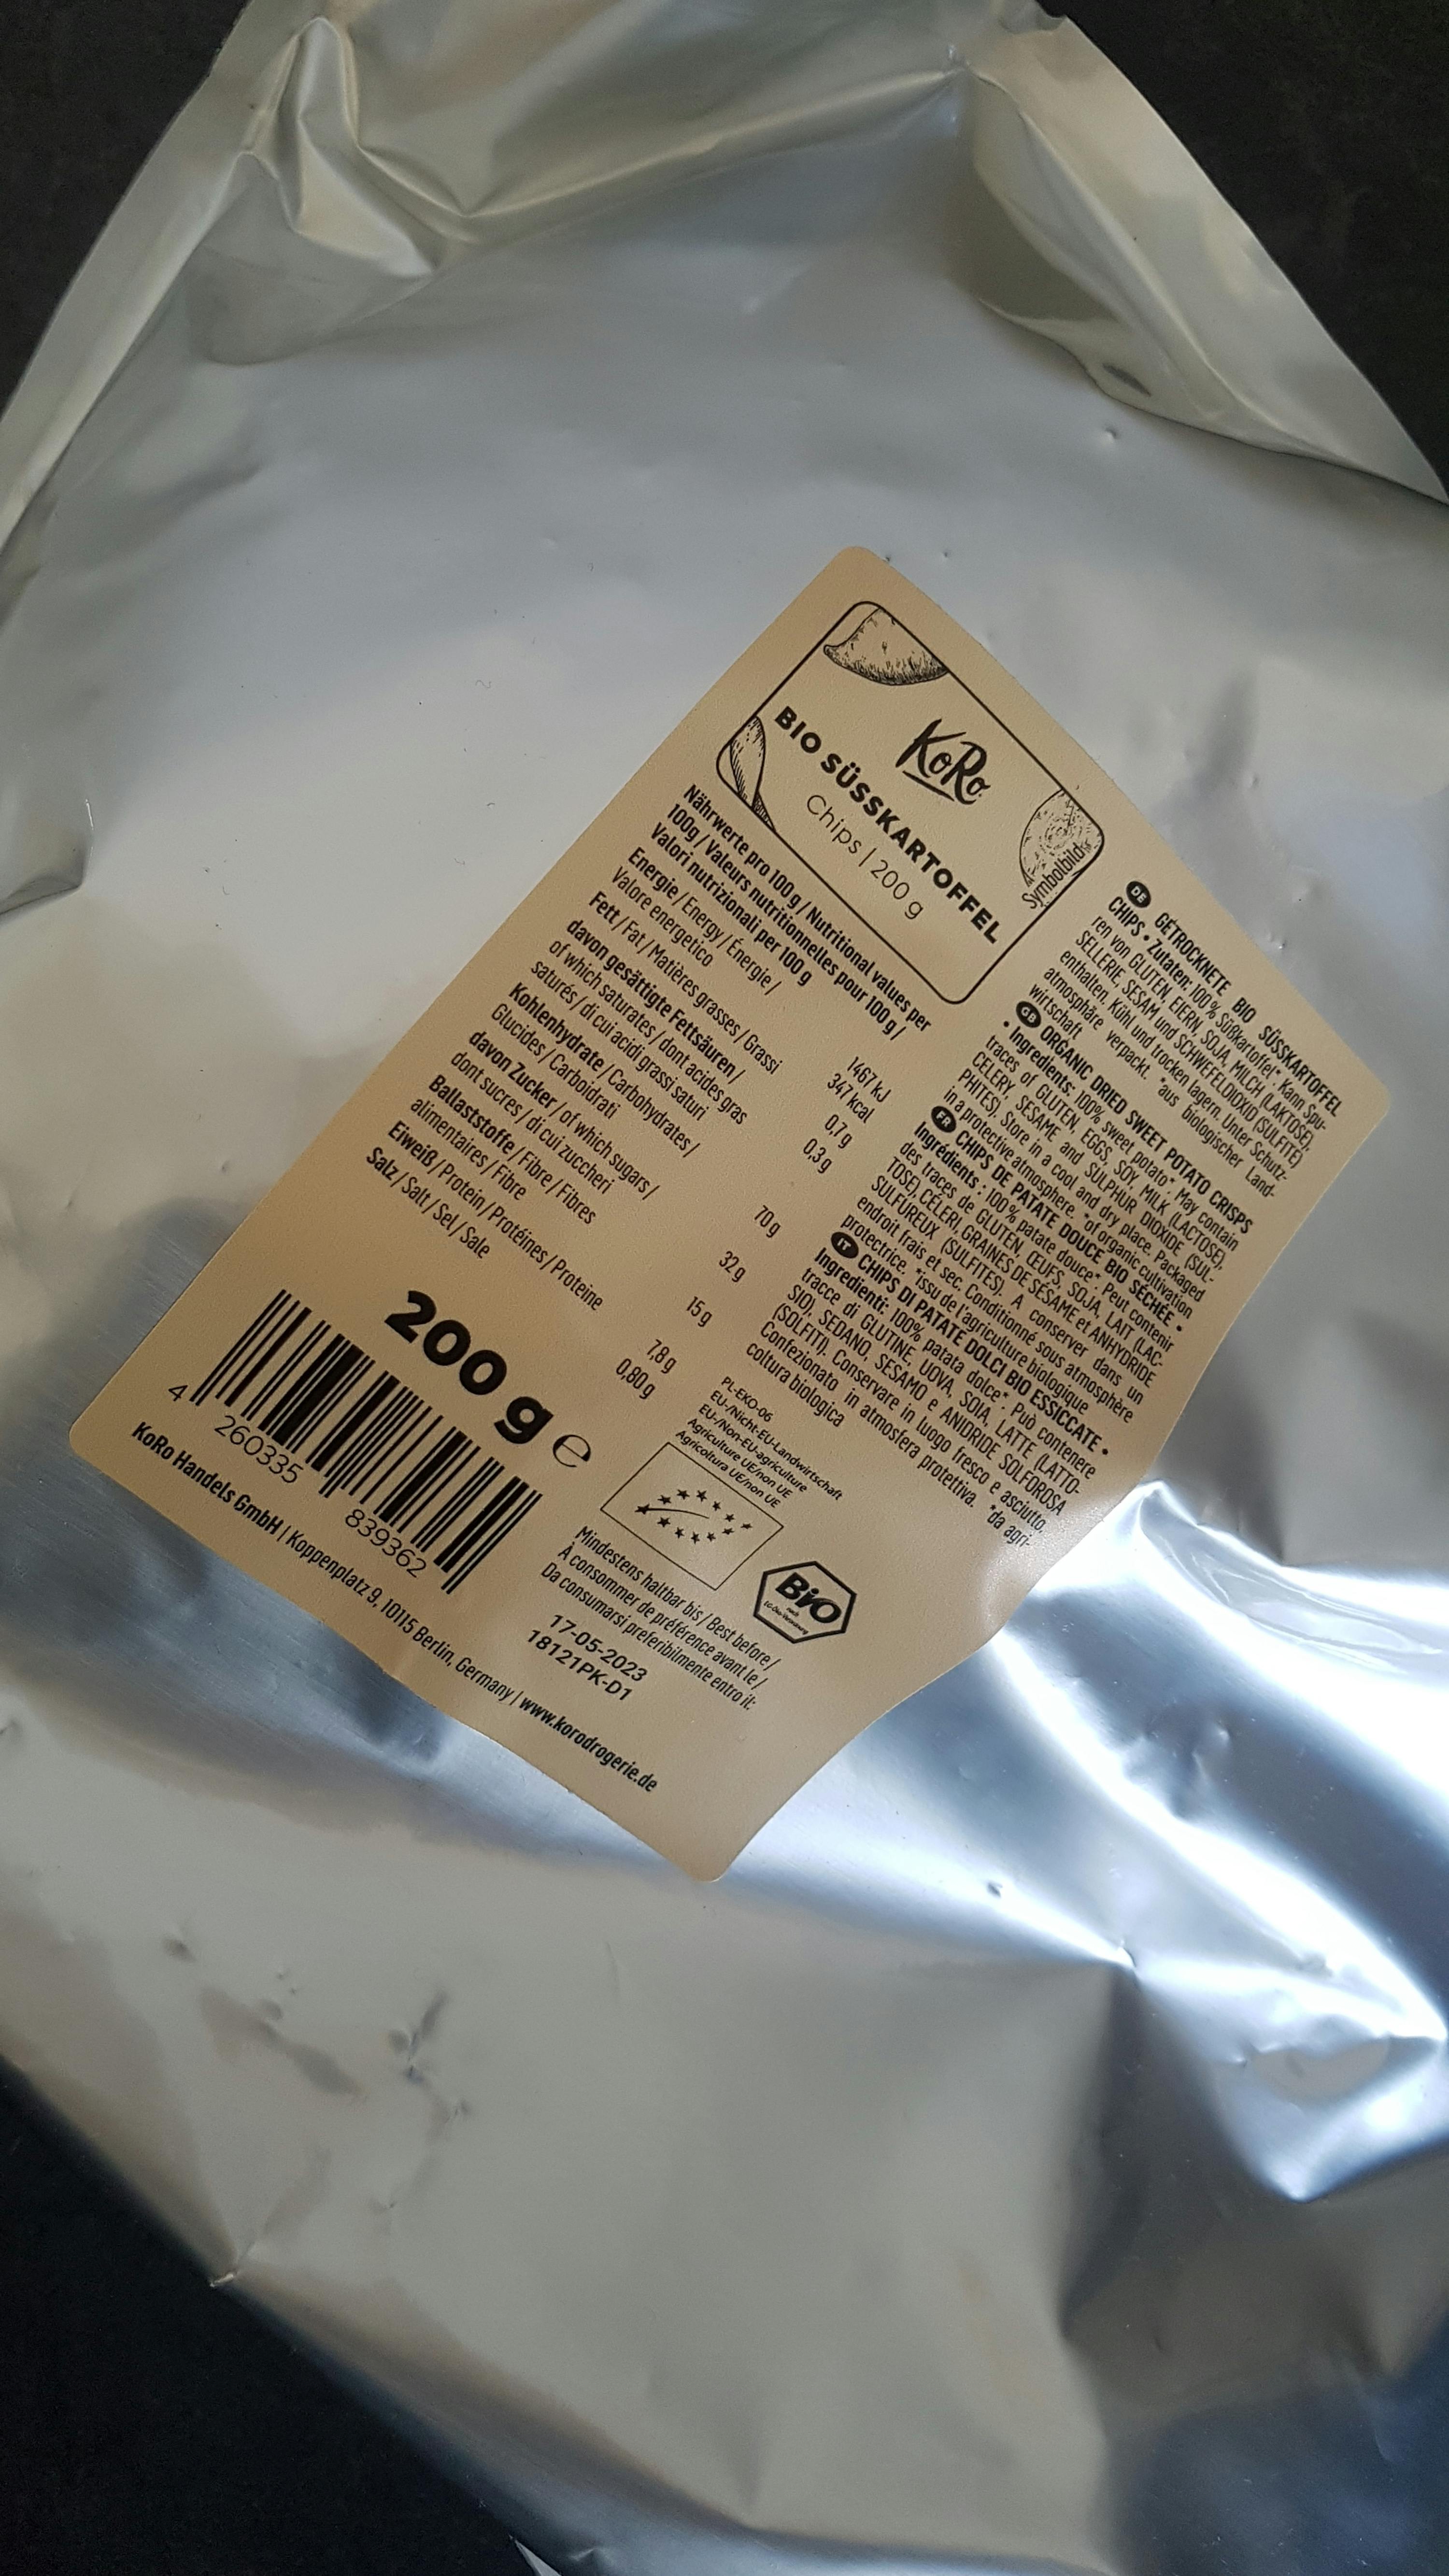 KoRo
BIO SÜSSKARTOFFEL
Chips | 200 g
Symbolbild
Nährwerte pro 100 g / Nutritional values per
100g / Valeurs nutritionnelles pour 100 g /
Valori nutrizionali per 100 g
Energie / Energy / Énergie / 1467 kJ
Valore energetico 347 kcal
Fett / Fat / Matières grasses / Grassi 0,7 g
davon gesättigte Fettsäuren / 0,3 g
of which saturates / dont acides gras
saturés / di cui acidi grassi saturi
Kohlenhydrate / Carbohydrates / 70 g
Glucides / Carboidrati
davon Zucker / of which sugars / 32 g
dont sucres / di cui zuccheri
Ballaststoffe / Fibre / Fibres 15 g
alimentaires / Fibre
Eiweiß / Protein / Protéines / Proteine 7,8 g
Salz / Salt / Sel / Sale 0,80 g
200 g e
4 260335 839362
KoRo Handels GmbH | Koppenplatz 9, 10115 Berlin, Germany | www.korodrogerie.de
DE GETROCKNETE BIO SÜSSKARTOFFEL
CHIPS • Zutaten: 100 % Süßkartoffel*. Kann Spu-
ren von GLUTEN, EIERN, SOJA, MILCH (LAKTOSE),
SELLERIE, SESAM und SCHWEFELDIOXID (SULFITE)
enthalten. Kühl und trocken lagern. Unter Schutz-
atmosphäre verpackt. *aus biologischer Land-
wirtschaft
GB ORGANIC DRIED SWEET POTATO CRISPS
• Ingredients: 100% sweet potato*. May contain
traces of GLUTEN, EGGS, SOY, MILK (LACTOSE),
CELERY, SESAME and SULPHUR DIOXIDE (SUL-
PHITES). Store in a cool and dry place. Packaged
in a protective atmosphere. *of organic cultivation
FR CHIPS DE PATATE DOUCE BIO SÉCHÉE •
Ingrédients : 100 % patate douce*. Peut contenir
des traces de GLUTEN, ŒUFS, SOJA, LAIT (LAC-
TOSE), CÉLERI, GRAINES DE SÉSAME et ANHYDRIDE
SULFUREUX (SULFITES). A conserver dans un
endroit frais et sec. Conditionné sous atmosphère
protectrice. *issu de l'agriculture biologique
IT CHIPS DI PATATE DOLCI BIO ESSICCATE •
Ingredienti: 100% patata dolce*. Può contenere
tracce di GLUTINE, UOVA, SOIA, LATTE (LATTO-
SIO), SEDANO, SESAMO e ANIDRIDE SOLFOROSA
(SOLFITI). Conservare in luogo fresco e asciutto.
Confezionato in atmosfera protettiva. *da agri-
coltura biologica
PL-EKO-06
EU-/Nicht-EU-Landwirtschaft
EU-/Non-EU-agriculture
Agriculture UE/non UE
Agricoltura UE/non UE
Bio
nach
EG-Öko-Verordnung
Mindestens haltbar bis / Best before /
À consommer de préférence avant le /
Da consumarsi preferibilmente entro il:
17-05-2023
18121PK-D1